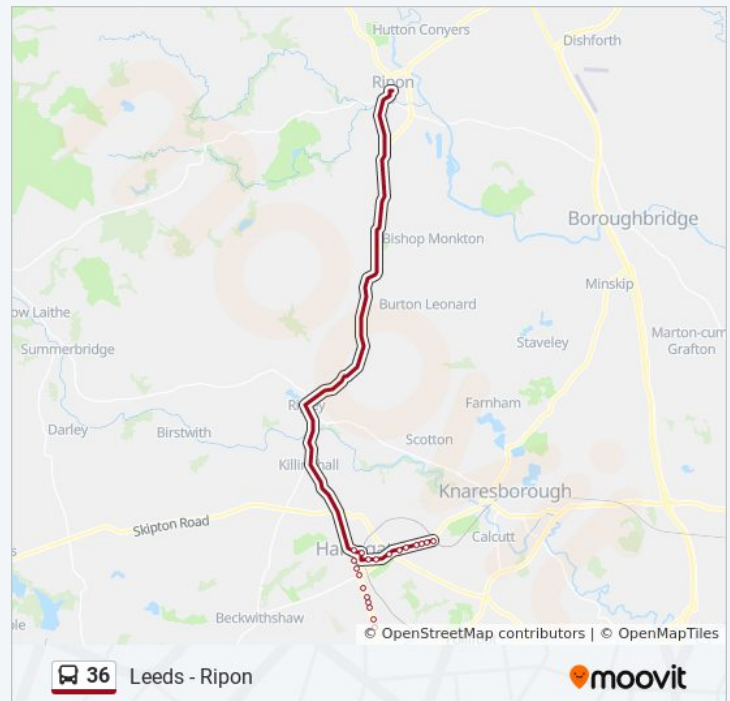 Hutton Conyers
Dishforth
Ripon
Boroughbridge
Bishop Monkton
Minskip
Burton Leonard
ow Laithe
Summerbridge
Marton-cum
Grafton
Staveley
Farnham
Darley
Birstwith
Scotton
Knaresborough
Skipton Road
Calcutt
Beckwithshaw
© OpenStreetMap contributors | © OpenMapTiles
36 Leeds - Ripon
moovit